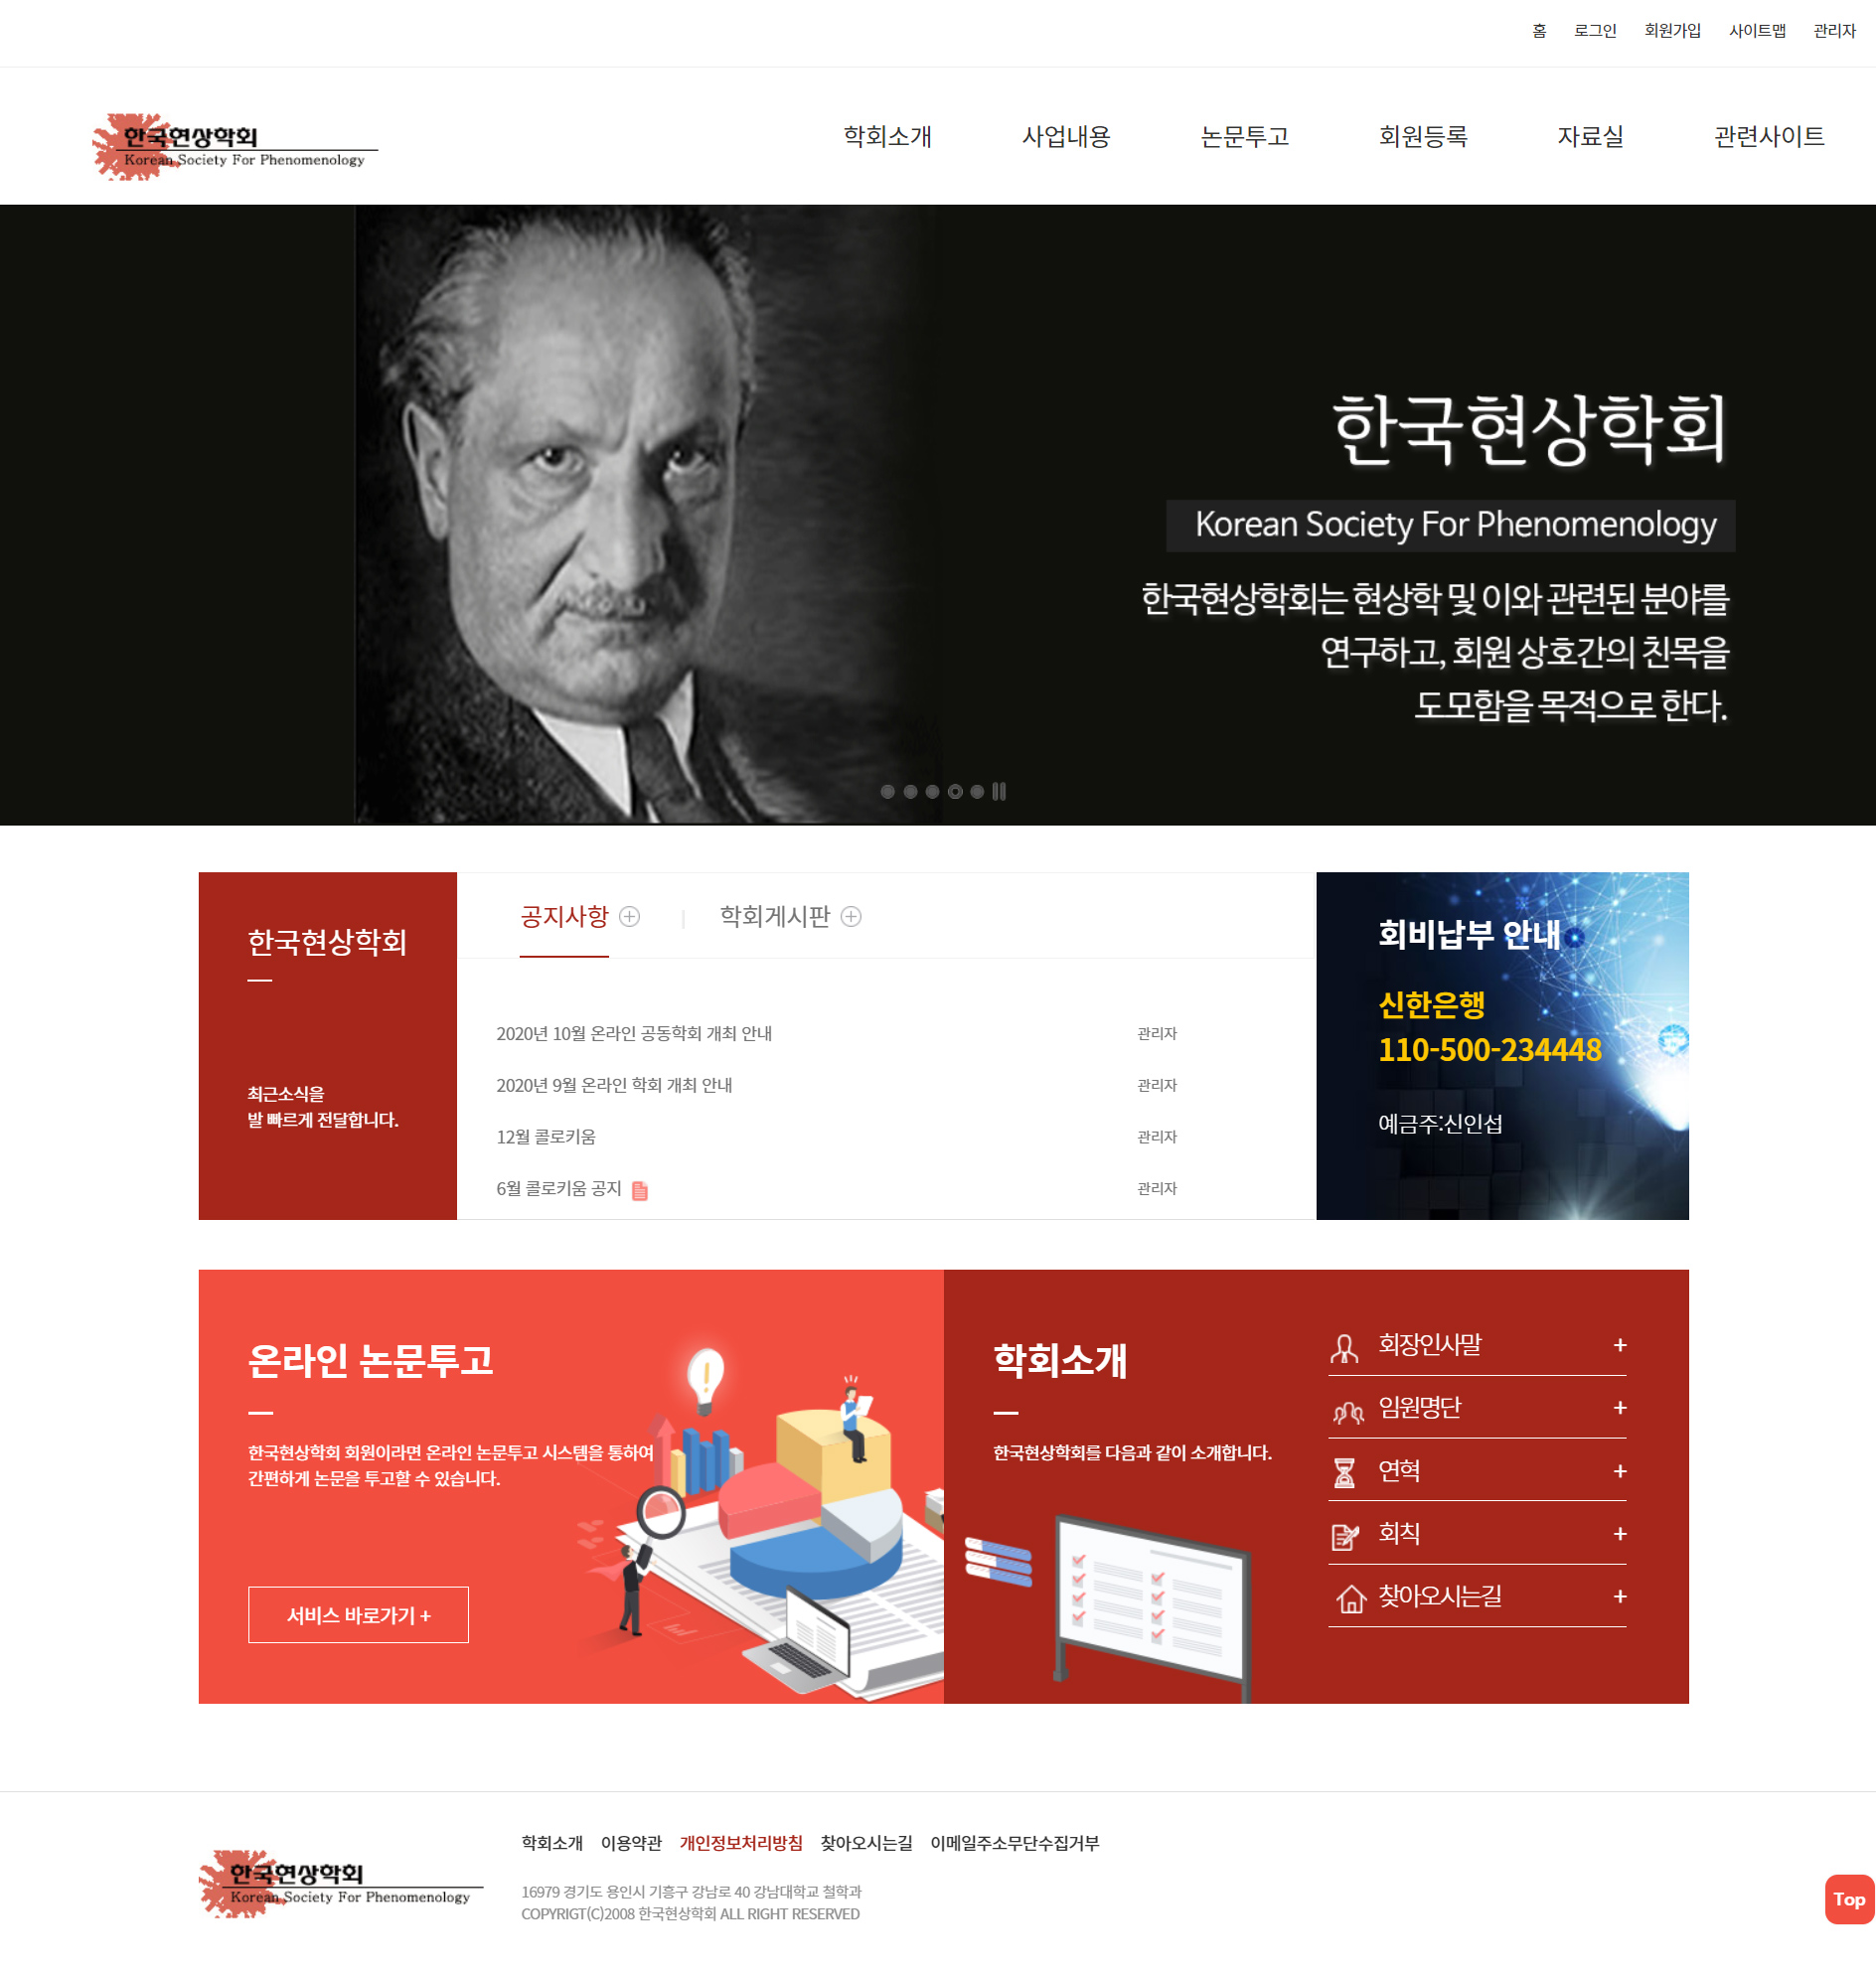 홈 로그인 회원가입 사이트맵 관리자
한국현상학회
Korean Society For Phenomenology
학회소개 사업내용 논문투고 회원등록 자료실 관련사이트
한국현상학회
Korean Society For Phenomenology
한국현상학회는 현상학 및 이와 관련된 분야를
연구하고, 회원 상호간의 친목을
도모함을 목적으로 한다.
한국현상학회
최근소식을
발 빠르게 전달합니다.
공지사항 | 학회게시판
2020년 10월 온라인 공동학회 개최 안내 관리자
2020년 9월 온라인 학회 개최 안내 관리자
12월 콜로키움 관리자
6월 콜로키움 공지 관리자
회비납부 안내
신한은행
110-500-234448
예금주:신인섭
온라인 논문투고
한국현상학회 회원이라면 온라인 논문투고 시스템을 통하여
간편하게 논문을 투고할 수 있습니다.
서비스 바로가기 +
학회소개
한국현상학회를 다음과 같이 소개합니다.
회장인사말 +
임원명단 +
연혁 +
회칙 +
찾아오시는길 +
한국현상학회
Korean Society For Phenomenology
학회소개 이용약관 개인정보처리방침 찾아오시는길 이메일주소무단수집거부
16979 경기도 용인시 기흥구 강남로 40 강남대학교 철학과
COPYRIGT(C)2008 한국현상학회 ALL RIGHT RESERVED
Top